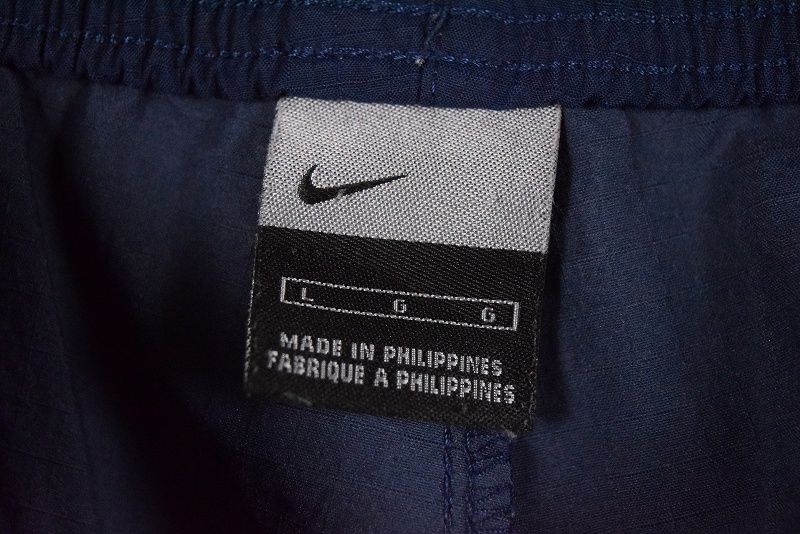 L G G
MADE IN PHILIPPINES
FABRIQUE A PHILIPPINES